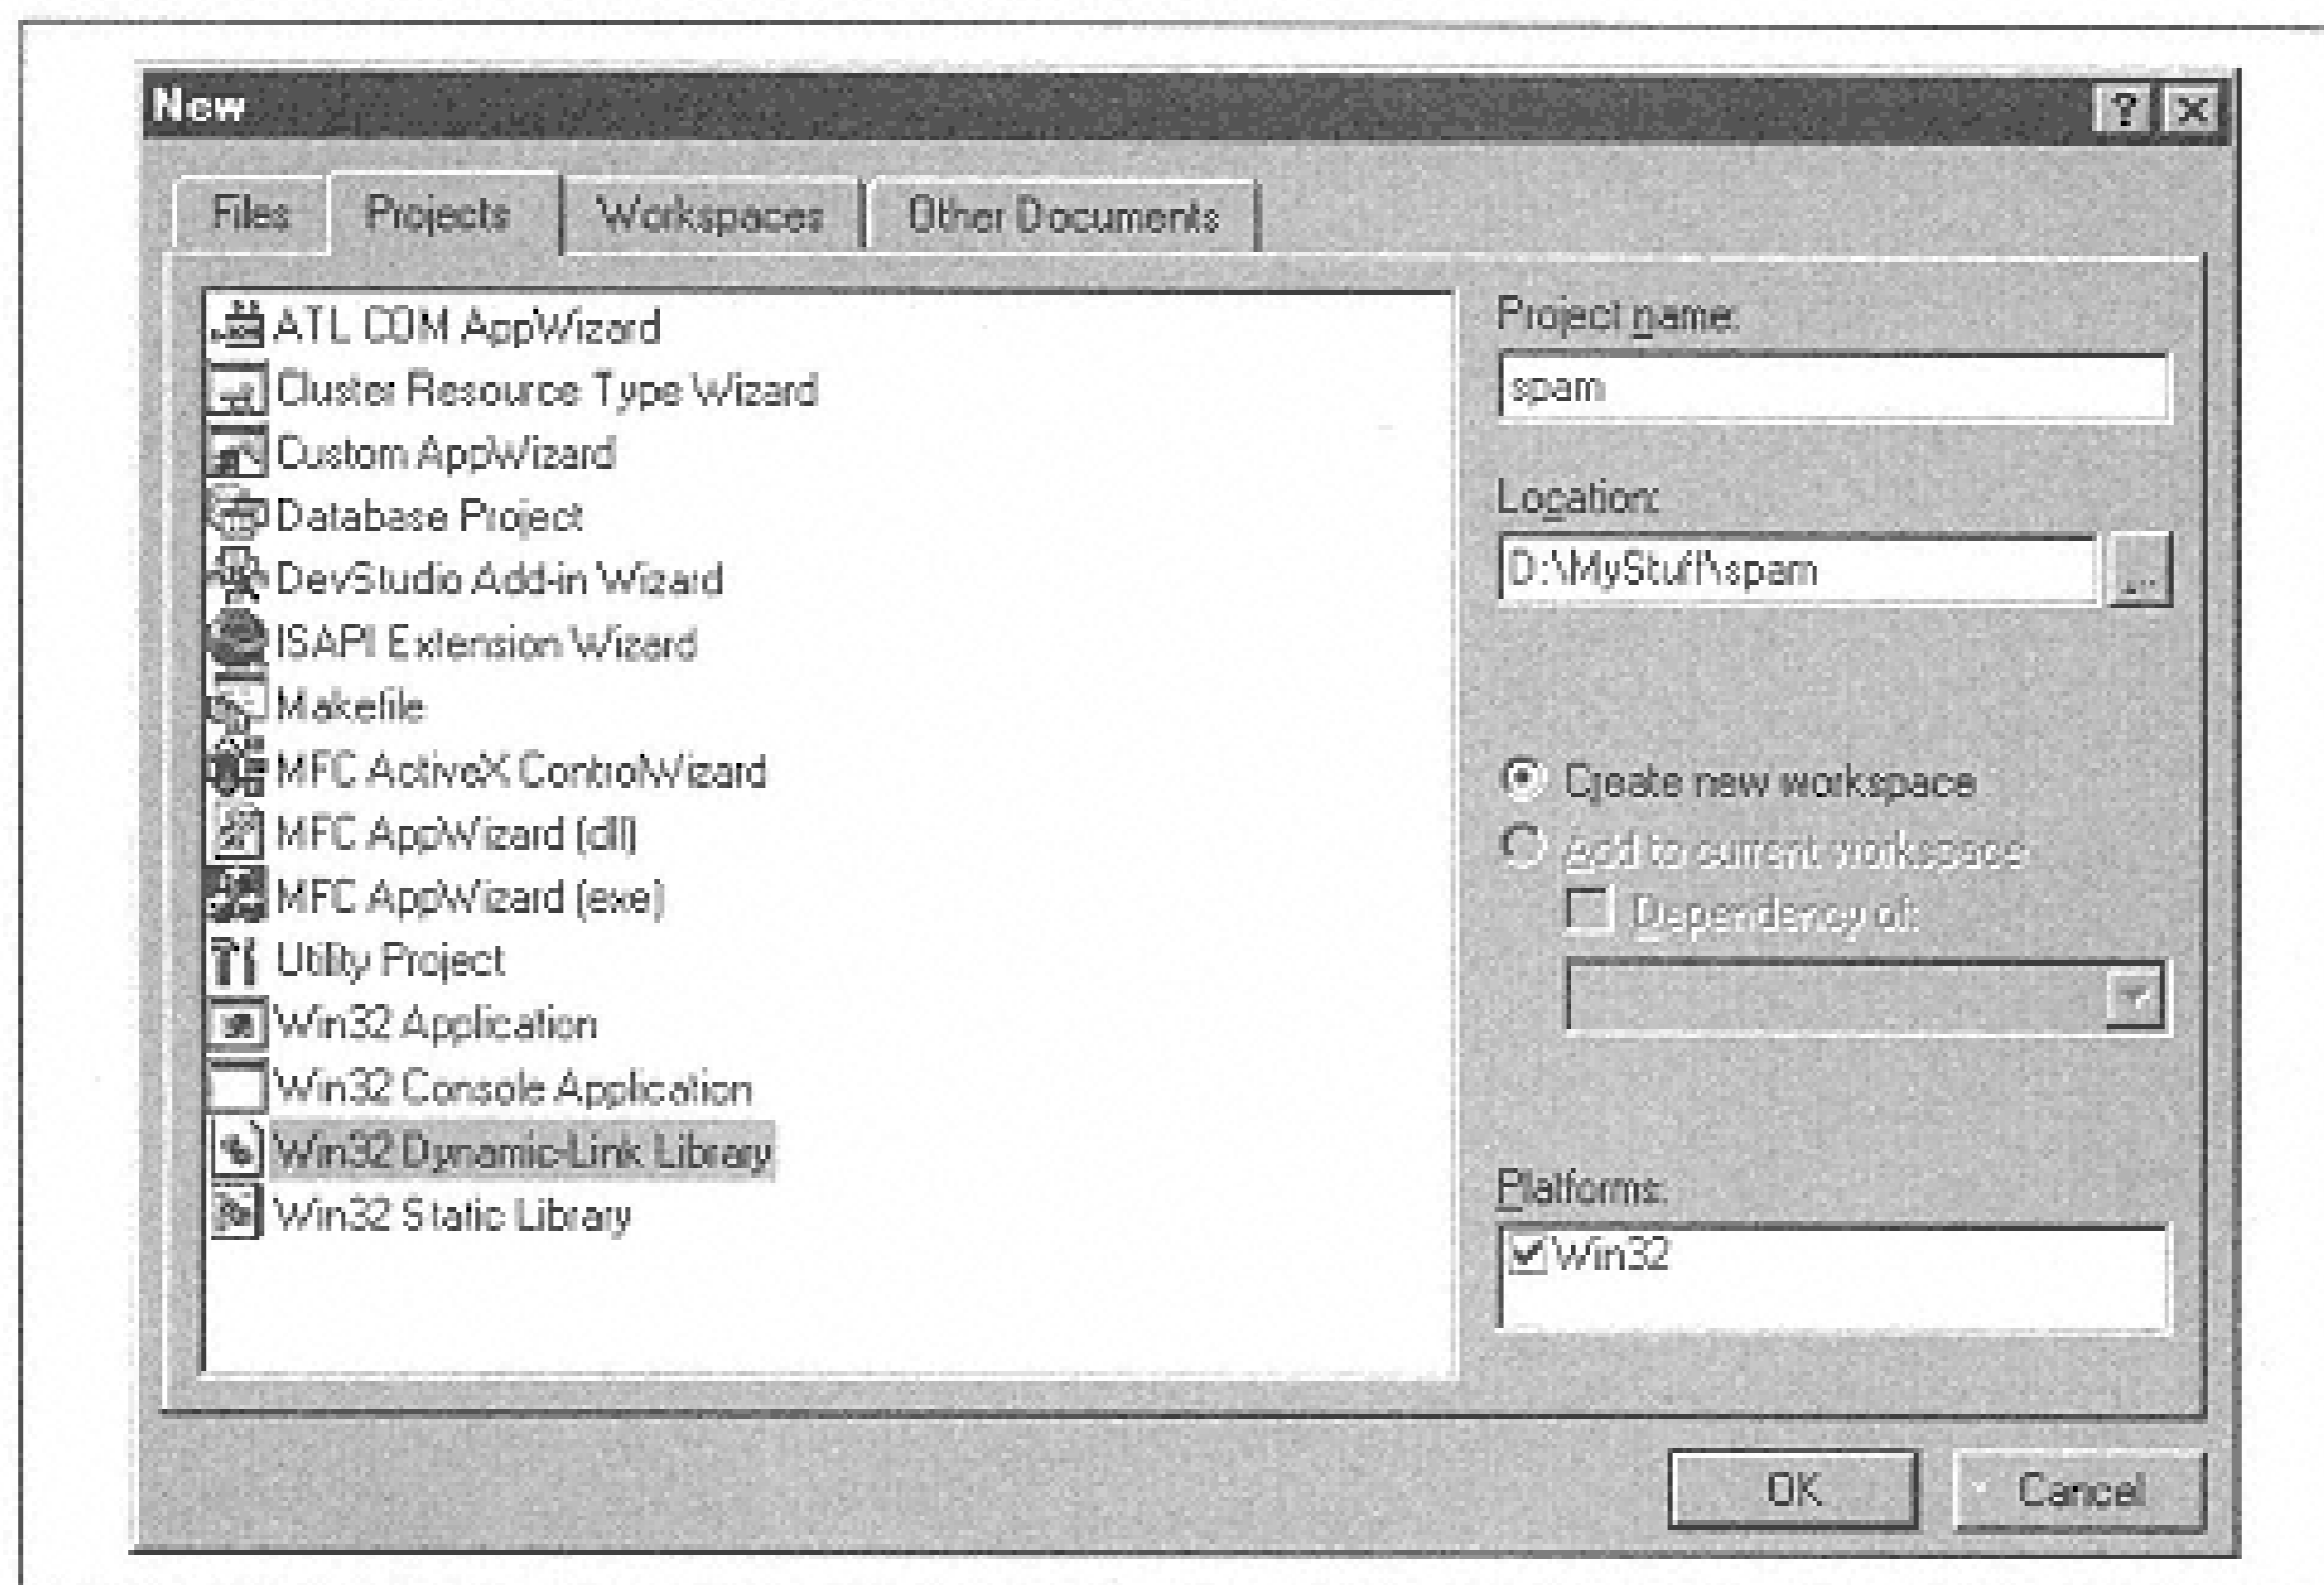 New
Files
Projects
Workspaces
Other Documents
ATL COM AppWizard
Cluster Resource Type Wizard
Custom AppWizard
Database Project
DevStudio Add-in Wizard
ISAPI Extension Wizard
Makefile
MFC ActiveX ControlWizard
MFC AppWizard (dll)
MFC AppWizard (exe)
Utility Project
Win32 Application
Win32 Console Application
Win32 Dynamic-Link Library
Win32 Static Library
Project name:
spam
Location:
D:\MyStuff\spam
...
Create new workspace
Add to current workspace
Dependency of:
Platforms:
Win32
OK
Cancel